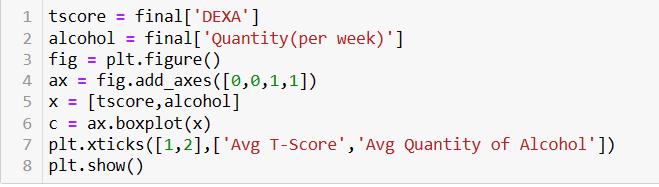 1 tscore = final['DEXA']
2 alcohol = final['Quantity(per week)']
3 fig = plt.figure()
4 ax = fig.add_axes([0,0,1,1])
5 x = [tscore,alcohol]
6 c = ax.boxplot(x)
7 plt.xticks([1,2],['Avg T-Score','Avg Quantity of Alcohol'])
8 plt.show()